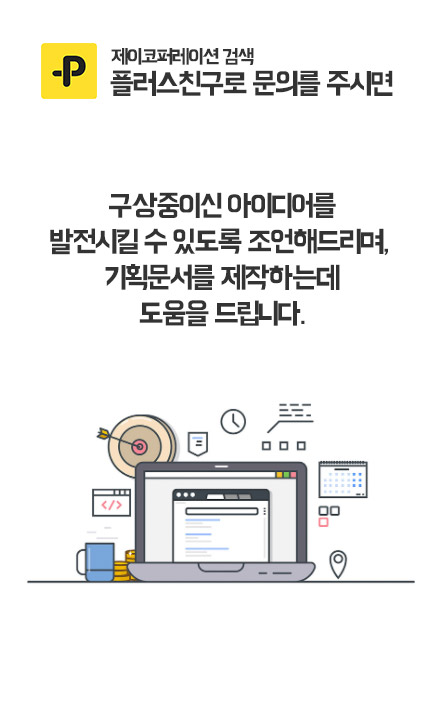 제이코퍼레이션 검색
플러스친구로 문의를 주시면
구상중이신 아이디어를
발전시킬 수 있도록 조언해드리며,
기획문서를 제작하는데
도움을 드립니다.